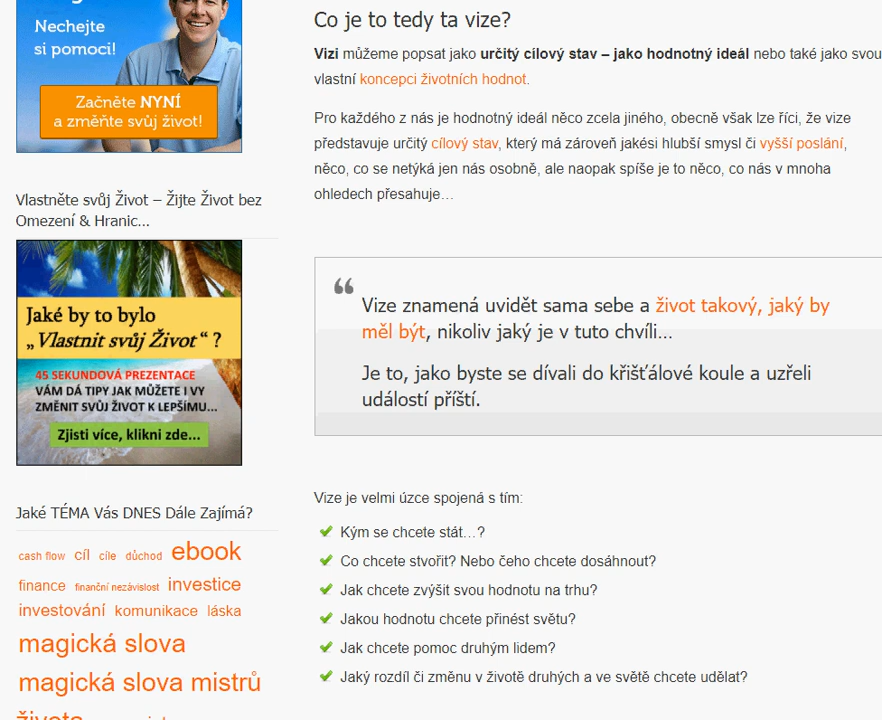 Nechejte
si pomoci!
Začněte NYNÍ
a změňte svůj život!
Vlastněte svůj Život – Žijte Život bez
Omezení & Hranic...
Jaké by to bylo
„Vlastnit svůj Život“ ?
45 SEKUNDOVÁ PREZENTACE
VÁM DÁ TIPY JAK MŮŽETE I VY
ZMĚNIT SVŮJ ŽIVOT K LEPŠÍMU...
Zjisti více, klikni zde...
Jaké TÉMA Vás DNES Dále Zajímá?
cash flow cíl cíle důchod ebook
finance finanční nezávislost investice
investování komunikace láska
magická slova
magická slova mistrů
života
Co je to tedy ta vize?
Vizi můžeme popsat jako určitý cílový stav – jako hodnotný ideál nebo také jako svou
vlastní koncepci životních hodnot.
Pro každého z nás je hodnotný ideál něco zcela jiného, obecně však lze říci, že vize
představuje určitý cílový stav, který má zároveň jakési hlubší smysl či vyšší poslání,
něco, co se netýká jen nás osobně, ale naopak spíše je to něco, co nás v mnoha
ohledech přesahuje…
“
Vize znamená uvidět sama sebe a život takový, jaký by
měl být, nikoliv jaký je v tuto chvíli…
Je to, jako byste se dívali do křišťálové koule a uzřeli
událostí příští.
Vize je velmi úzce spojená s tím:
Kým se chcete stát…?
Co chcete stvořit? Nebo čeho chcete dosáhnout?
Jak chcete zvýšit svou hodnotu na trhu?
Jakou hodnotu chcete přinést světu?
Jak chcete pomoc druhým lidem?
Jaký rozdíl či změnu v životě druhých a ve světě chcete udělat?